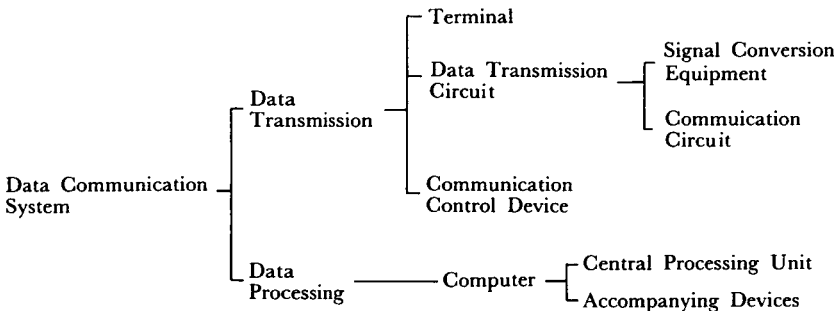 Terminal
Data Transmission
Circuit
Signal Conversion
Equipment
Commuication
Circuit
Data
Transmission
Communication
Control Device
Data Communication
System
Data
Processing
Computer
Central Processing Unit
Accompanying Devices